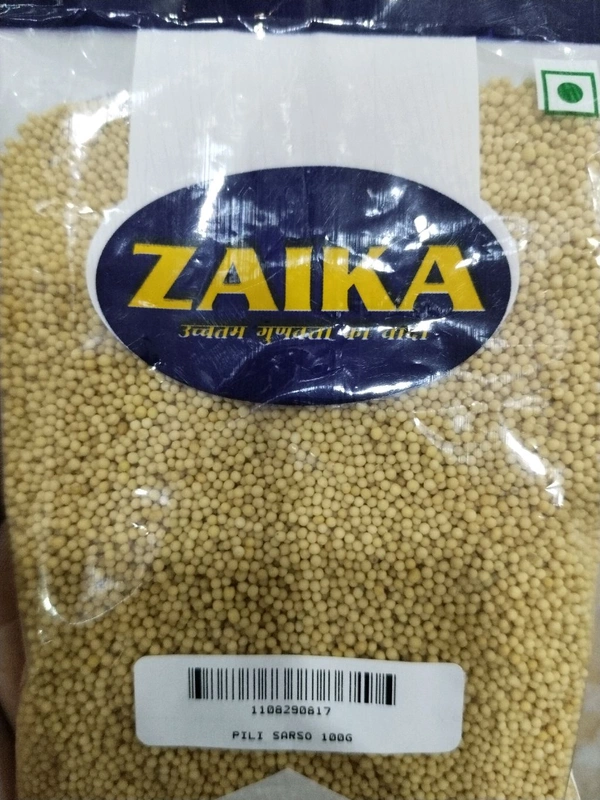 ZAIKA
उच्चतम गुणवत्ता का वादा
1108290817
PILI SARSO 100G